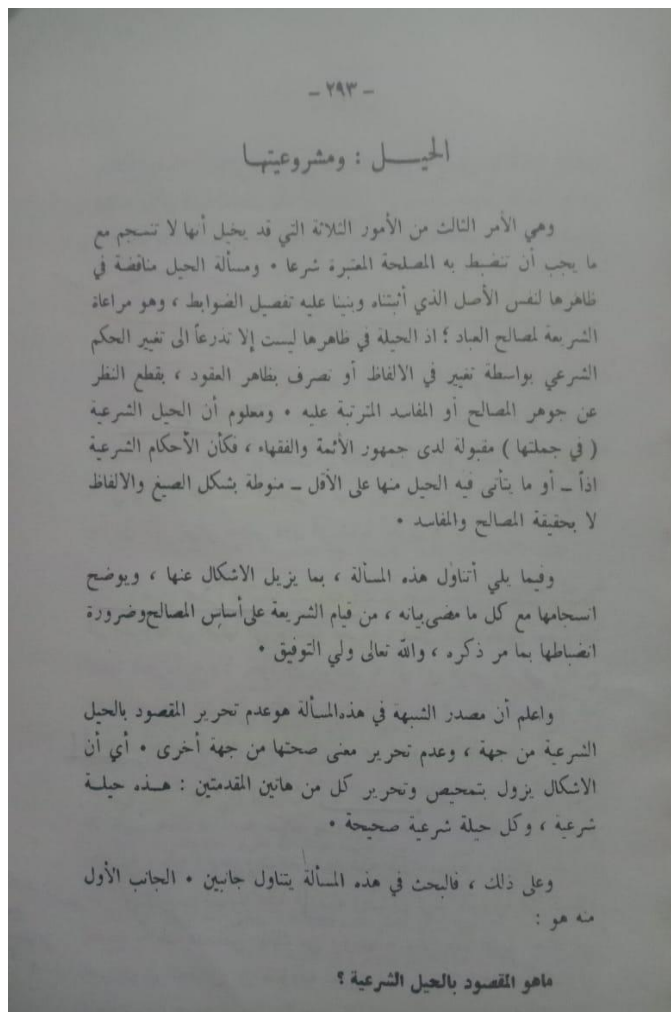 – ٢٩٣ –
الحيــــل : ومشروعيتهـا
وهي الأمر الثالث من الأمور الثلاثة التي قد يخيل أنها لا تنسجم مع
ما يجب أن تنضبط به المصلحة المعتبرة شرعا • ومسألة الحيل مناقضة في
ظاهرها لنفس الأصل الذي أثبتناه وبنينا عليه تفصيل الضوابط ، وهو مراعاة
الشريعة لمصالح العباد ؛ اذ الحيلة في ظاهرها ليست إلا تذرعاً الى تغيير الحكم
الشرعي بواسطة تغيير في الالفاظ أو تصرف بظاهر العقود ، بقطع النظر
عن جوهر المصالح أو المفاسد المترتبة عليه • ومعلوم أن الحيل الشرعية
( في جملتها ) مقبولة لدى جمهور الأئمة والفقهاء ، فكأن الأحكام الشرعية
اذاً – أو ما يتأتى فيه الحيل منها على الأقل – منوطة بشكل الصيغ والالفاظ
لا بحقيقة المصالح والمفاسد •
وفيما يلي أتناول هذه المسألة ، بما يزيل الاشكال عنها ، ويوضح
انسجامها مع كل ما مضى بيانه ، من قيام الشريعة على أساس المصالح وضرورة
انضباطها بما مر ذكره ، والله تعالى ولي التوفيق •
واعلم أن مصدر الشبهة في هذه المسألة هو عدم تحرير المقصود بالحيل
الشرعية من جهة ، وعدم تحرير معنى صحتها من جهة أخرى • أي أن
الاشكال يزول بتمحيص وتحرير كل من هاتين المقدمتين : هـذه حيلـة
شرعية ، وكل حيلة شرعية صحيحة •
وعلى ذلك ، فالبحث في هذه المسألة يتناول جانبين • الجانب الأول
منه هو :
ماهو المقصود بالحيل الشرعية ؟